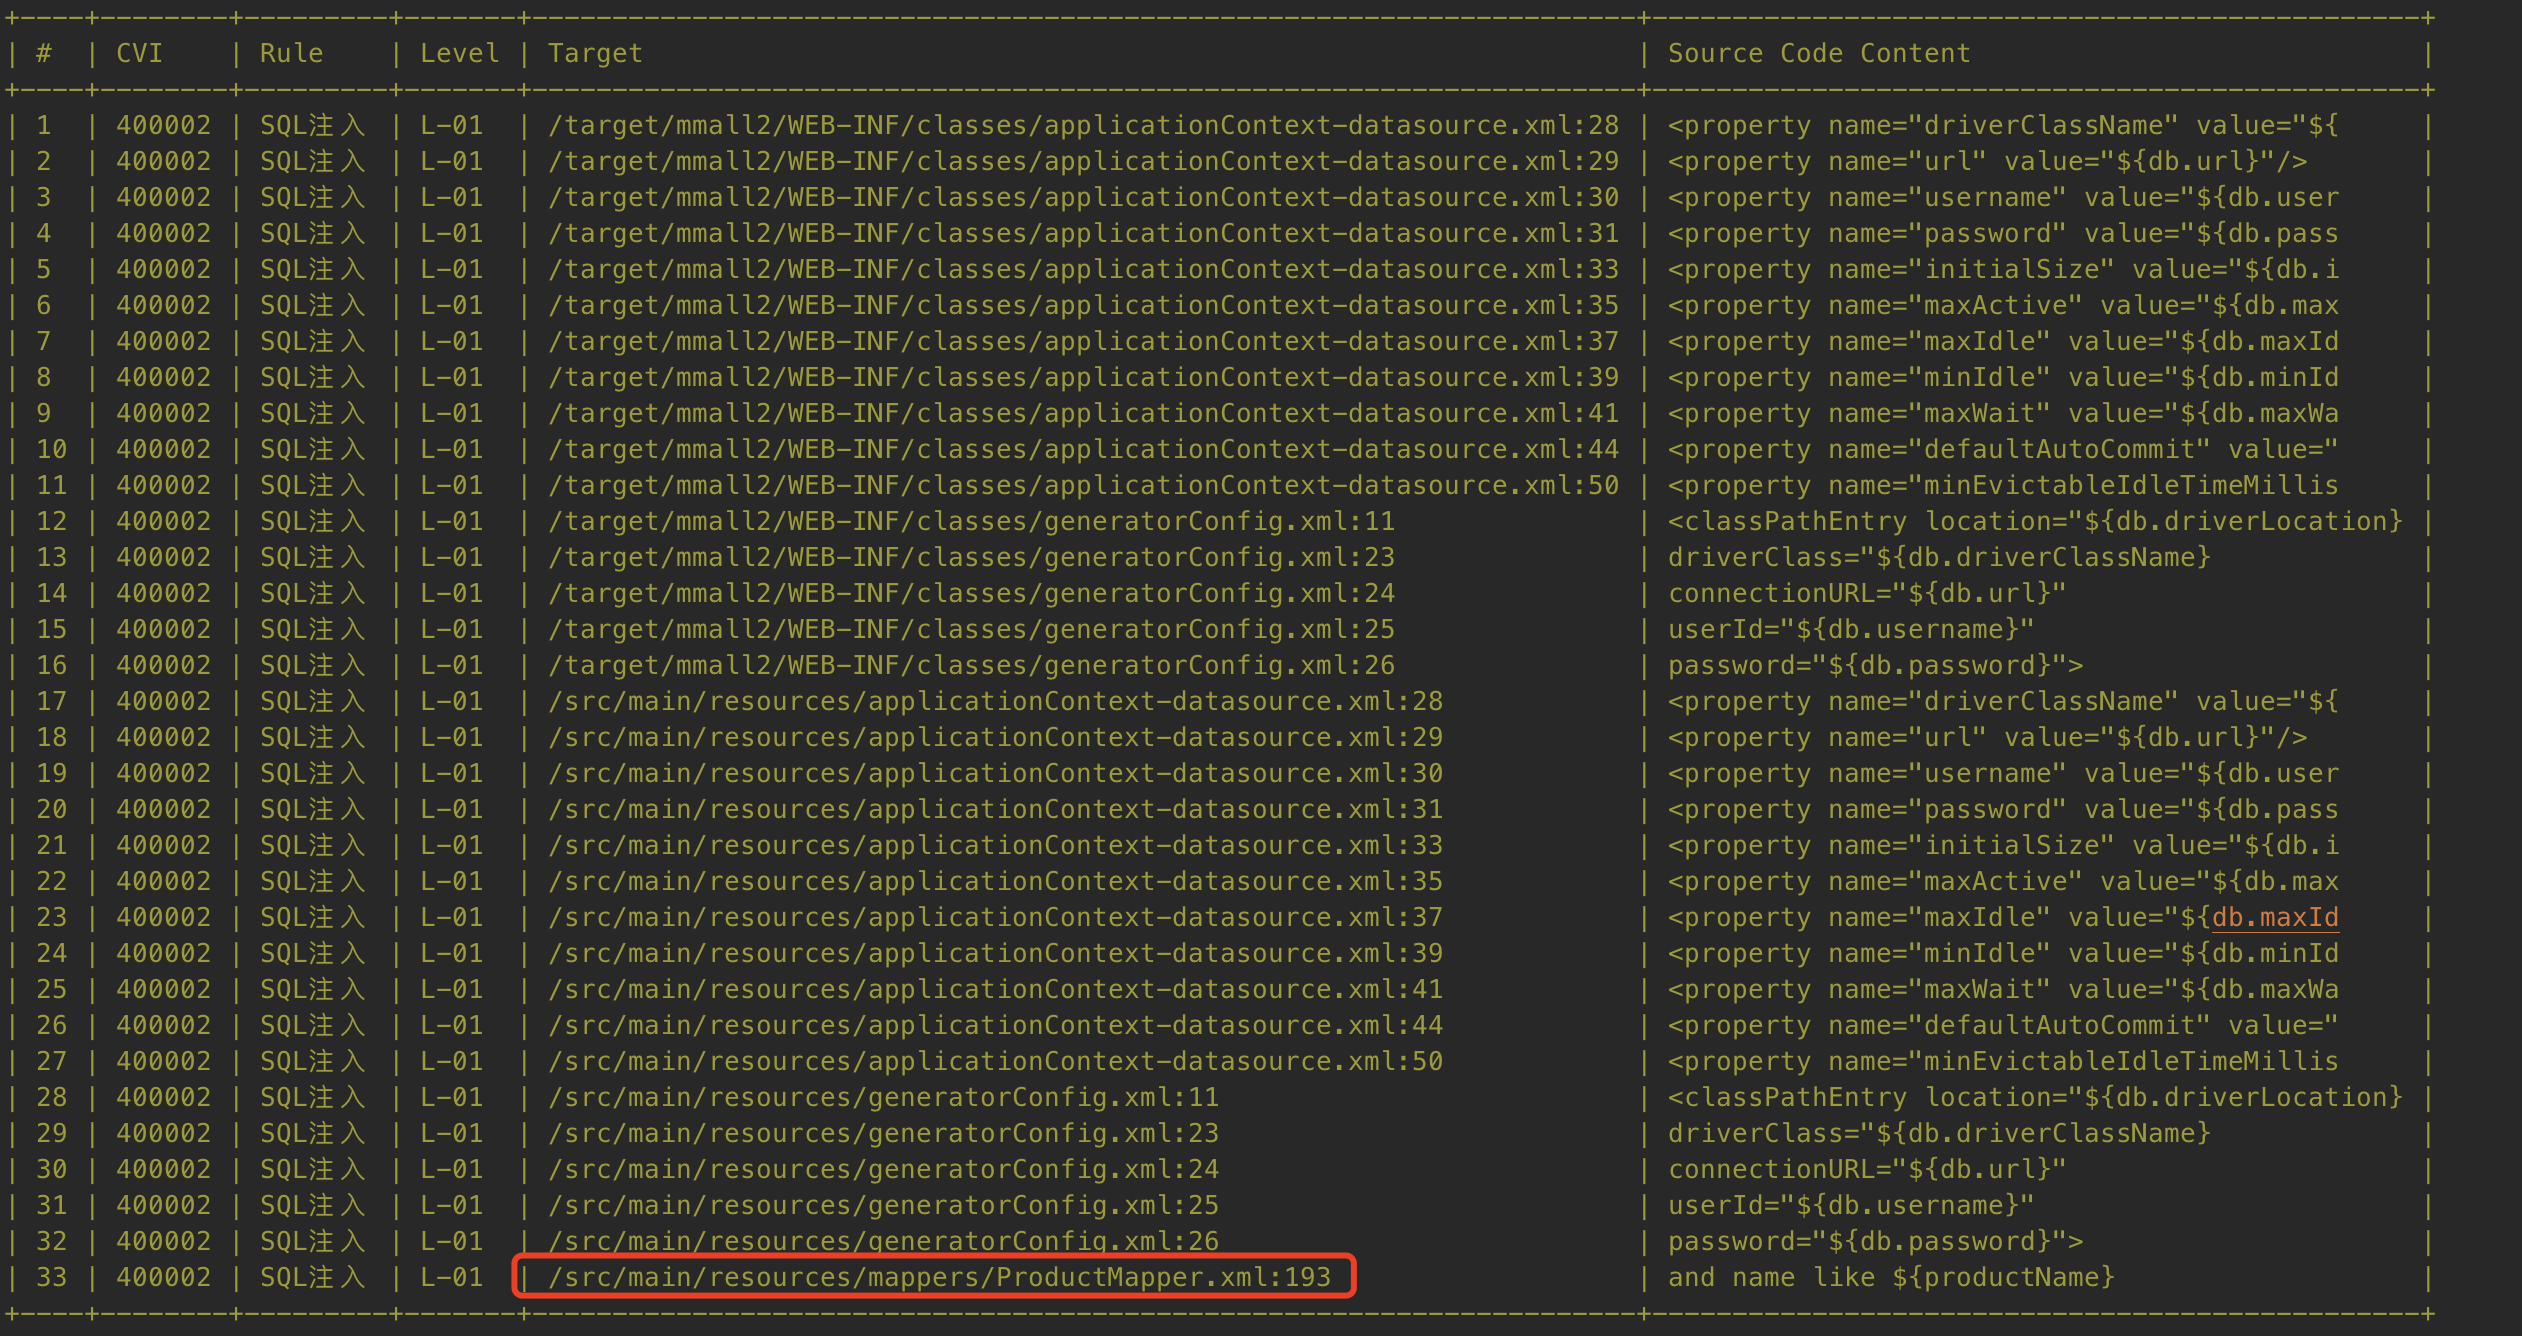 +----+--------+---------+-------+---------------------------------------------------------------------+------------------------------------------------+
| #  | CVI    | Rule    | Level | Target                                                              | Source Code Content                            |
+----+--------+---------+-------+---------------------------------------------------------------------+------------------------------------------------+
| 1  | 400002 | SQL注入 | L-01  | /target/mmall2/WEB-INF/classes/applicationContext-datasource.xml:28 | <property name="driverClassName" value="${     |
| 2  | 400002 | SQL注入 | L-01  | /target/mmall2/WEB-INF/classes/applicationContext-datasource.xml:29 | <property name="url" value="${db.url}"/>       |
| 3  | 400002 | SQL注入 | L-01  | /target/mmall2/WEB-INF/classes/applicationContext-datasource.xml:30 | <property name="username" value="${db.user     |
| 4  | 400002 | SQL注入 | L-01  | /target/mmall2/WEB-INF/classes/applicationContext-datasource.xml:31 | <property name="password" value="${db.pass     |
| 5  | 400002 | SQL注入 | L-01  | /target/mmall2/WEB-INF/classes/applicationContext-datasource.xml:33 | <property name="initialSize" value="${db.i     |
| 6  | 400002 | SQL注入 | L-01  | /target/mmall2/WEB-INF/classes/applicationContext-datasource.xml:35 | <property name="maxActive" value="${db.max     |
| 7  | 400002 | SQL注入 | L-01  | /target/mmall2/WEB-INF/classes/applicationContext-datasource.xml:37 | <property name="maxIdle" value="${db.maxId     |
| 8  | 400002 | SQL注入 | L-01  | /target/mmall2/WEB-INF/classes/applicationContext-datasource.xml:39 | <property name="minIdle" value="${db.minId     |
| 9  | 400002 | SQL注入 | L-01  | /target/mmall2/WEB-INF/classes/applicationContext-datasource.xml:41 | <property name="maxWait" value="${db.maxWa     |
| 10 | 400002 | SQL注入 | L-01  | /target/mmall2/WEB-INF/classes/applicationContext-datasource.xml:44 | <property name="defaultAutoCommit" value="     |
| 11 | 400002 | SQL注入 | L-01  | /target/mmall2/WEB-INF/classes/applicationContext-datasource.xml:50 | <property name="minEvictableIdleTimeMillis     |
| 12 | 400002 | SQL注入 | L-01  | /target/mmall2/WEB-INF/classes/generatorConfig.xml:11               | <classPathEntry location="${db.driverLocation} |
| 13 | 400002 | SQL注入 | L-01  | /target/mmall2/WEB-INF/classes/generatorConfig.xml:23               | driverClass="${db.driverClassName}             |
| 14 | 400002 | SQL注入 | L-01  | /target/mmall2/WEB-INF/classes/generatorConfig.xml:24               | connectionURL="${db.url}"                      |
| 15 | 400002 | SQL注入 | L-01  | /target/mmall2/WEB-INF/classes/generatorConfig.xml:25               | userId="${db.username}"                        |
| 16 | 400002 | SQL注入 | L-01  | /target/mmall2/WEB-INF/classes/generatorConfig.xml:26               | password="${db.password}">                     |
| 17 | 400002 | SQL注入 | L-01  | /src/main/resources/applicationContext-datasource.xml:28            | <property name="driverClassName" value="${     |
| 18 | 400002 | SQL注入 | L-01  | /src/main/resources/applicationContext-datasource.xml:29            | <property name="url" value="${db.url}"/>       |
| 19 | 400002 | SQL注入 | L-01  | /src/main/resources/applicationContext-datasource.xml:30            | <property name="username" value="${db.user     |
| 20 | 400002 | SQL注入 | L-01  | /src/main/resources/applicationContext-datasource.xml:31            | <property name="password" value="${db.pass     |
| 21 | 400002 | SQL注入 | L-01  | /src/main/resources/applicationContext-datasource.xml:33            | <property name="initialSize" value="${db.i     |
| 22 | 400002 | SQL注入 | L-01  | /src/main/resources/applicationContext-datasource.xml:35            | <property name="maxActive" value="${db.max     |
| 23 | 400002 | SQL注入 | L-01  | /src/main/resources/applicationContext-datasource.xml:37            | <property name="maxIdle" value="${db.maxId     |
| 24 | 400002 | SQL注入 | L-01  | /src/main/resources/applicationContext-datasource.xml:39            | <property name="minIdle" value="${db.minId     |
| 25 | 400002 | SQL注入 | L-01  | /src/main/resources/applicationContext-datasource.xml:41            | <property name="maxWait" value="${db.maxWa     |
| 26 | 400002 | SQL注入 | L-01  | /src/main/resources/applicationContext-datasource.xml:44            | <property name="defaultAutoCommit" value="     |
| 27 | 400002 | SQL注入 | L-01  | /src/main/resources/applicationContext-datasource.xml:50            | <property name="minEvictableIdleTimeMillis     |
| 28 | 400002 | SQL注入 | L-01  | /src/main/resources/generatorConfig.xml:11                          | <classPathEntry location="${db.driverLocation} |
| 29 | 400002 | SQL注入 | L-01  | /src/main/resources/generatorConfig.xml:23                          | driverClass="${db.driverClassName}             |
| 30 | 400002 | SQL注入 | L-01  | /src/main/resources/generatorConfig.xml:24                          | connectionURL="${db.url}"                      |
| 31 | 400002 | SQL注入 | L-01  | /src/main/resources/generatorConfig.xml:25                          | userId="${db.username}"                        |
| 32 | 400002 | SQL注入 | L-01  | /src/main/resources/generatorConfig.xml:26                          | password="${db.password}">                     |
| 33 | 400002 | SQL注入 | L-01  | /src/main/resources/mappers/ProductMapper.xml:193                   | and name like ${productName}                   |
+----+--------+---------+-------+---------------------------------------------------------------------+------------------------------------------------+